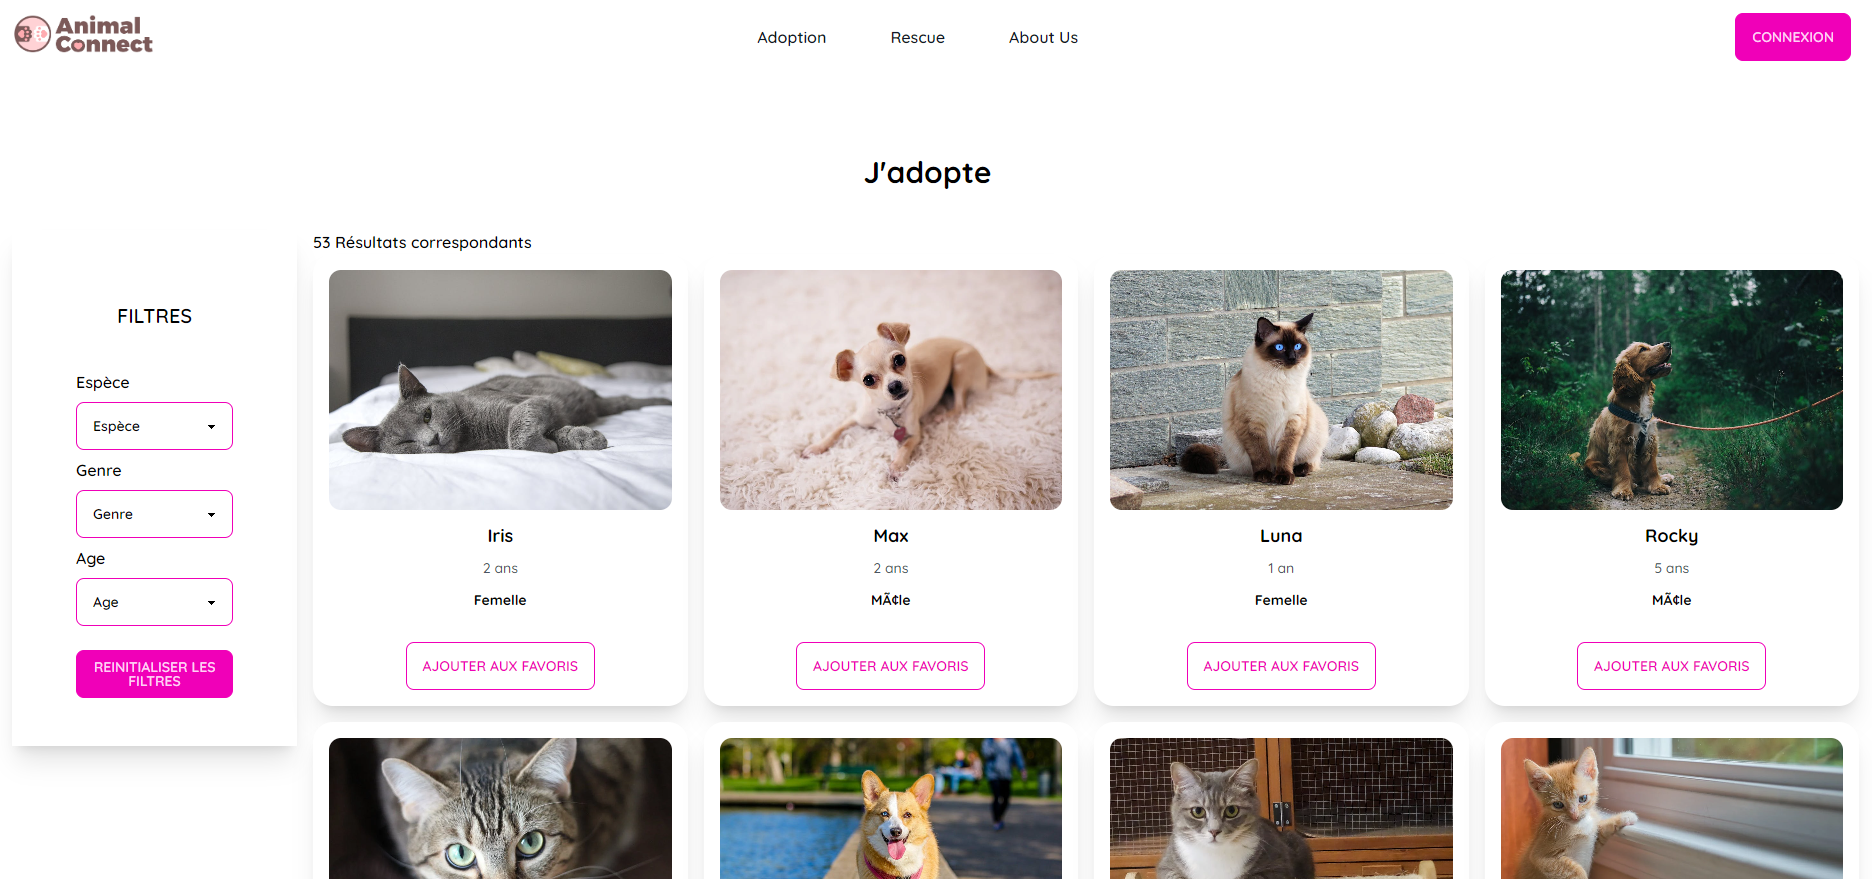 Animal
Connect
Adoption
Rescue
About Us
CONNEXION
J'adopte
53 Résultats correspondants
FILTRES
Espèce
Espèce
Genre
Genre
Age
Age
REINITIALISER LES
FILTRES
Iris
2 ans
Femelle
AJOUTER AUX FAVORIS
Max
2 ans
MÃ¢le
AJOUTER AUX FAVORIS
Luna
1 an
Femelle
AJOUTER AUX FAVORIS
Rocky
5 ans
MÃ¢le
AJOUTER AUX FAVORIS